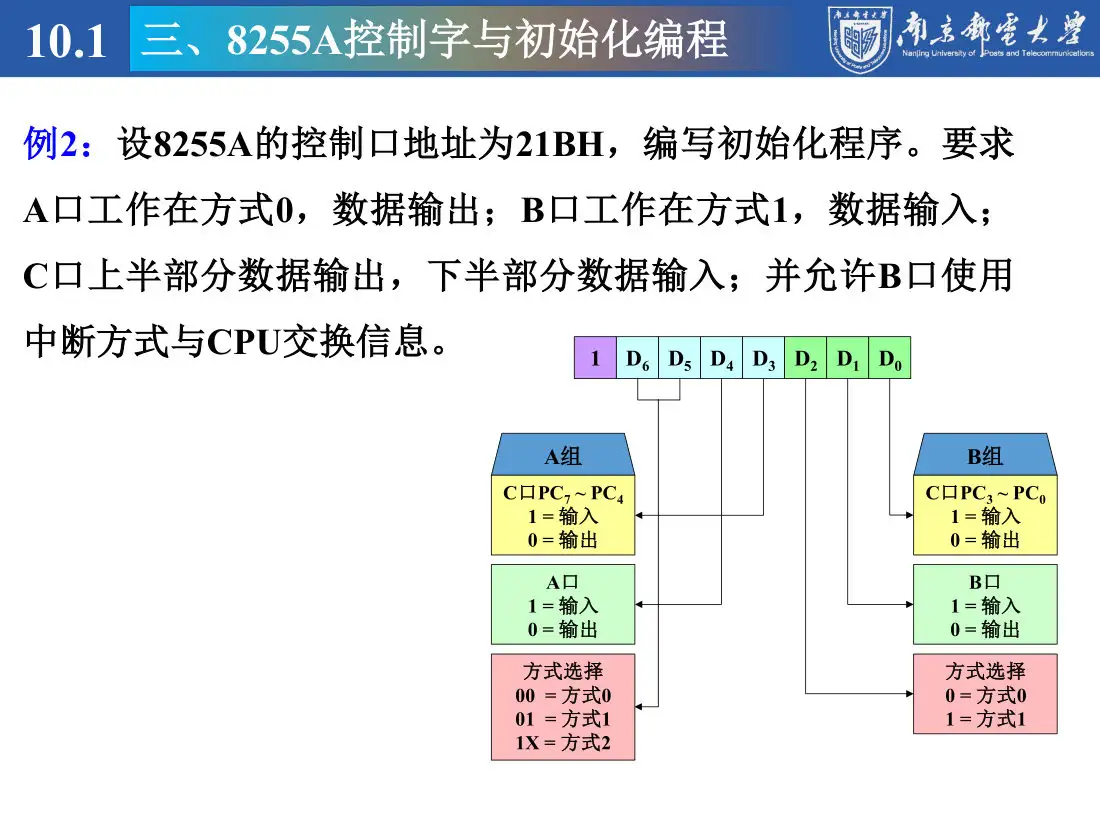 10.1 三、8255A控制字与初始化编程
南京邮电大学
南京郵電大学
Nanjing University of Posts and Telecommunications
例2：设8255A的控制口地址为21BH，编写初始化程序。要求
A口工作在方式0，数据输出；B口工作在方式1，数据输入；
C口上半部分数据输出，下半部分数据输入；并允许B口使用
中断方式与CPU交换信息。
1 D6 D5 D4 D3 D2 D1 D0
A组
C口PC7 ~ PC4
1 = 输入
0 = 输出
A口
1 = 输入
0 = 输出
方式选择
00 = 方式0
01 = 方式1
1X = 方式2
B组
C口PC3 ~ PC0
1 = 输入
0 = 输出
B口
1 = 输入
0 = 输出
方式选择
0 = 方式0
1 = 方式1